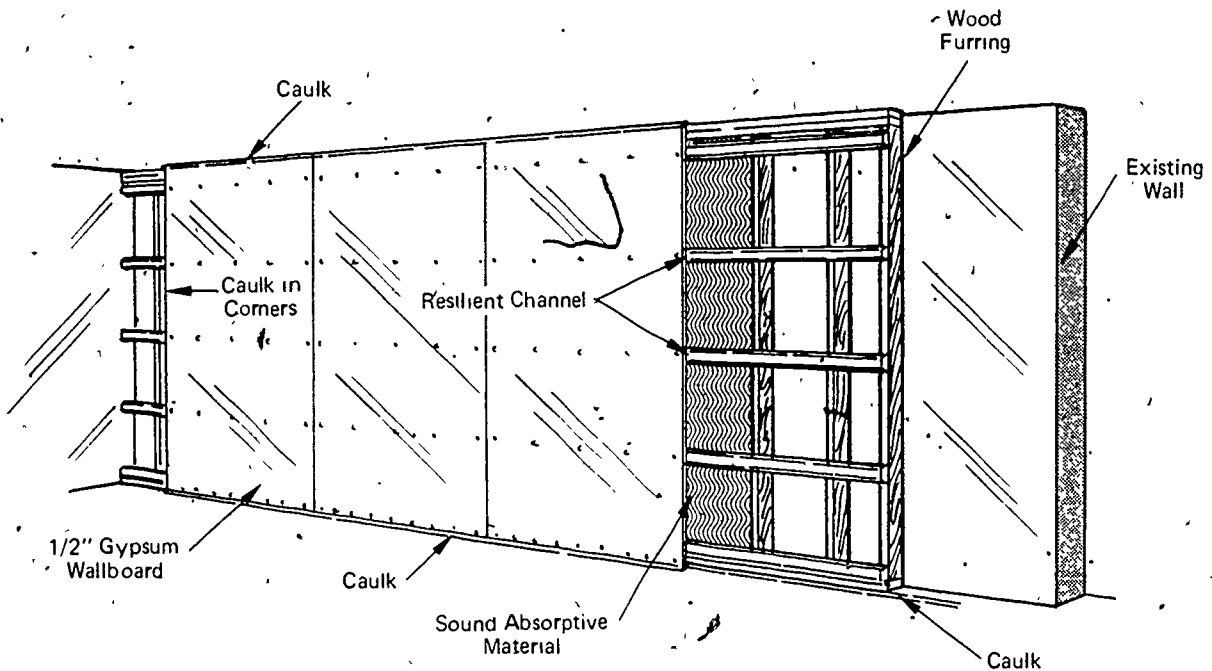 Wood
Furring
Caulk
Existing
Wall
Caulk in
Corners
Resilient Channel
1/2" Gypsum
Wallboard
Caulk
Sound Absorptive
Material
Caulk